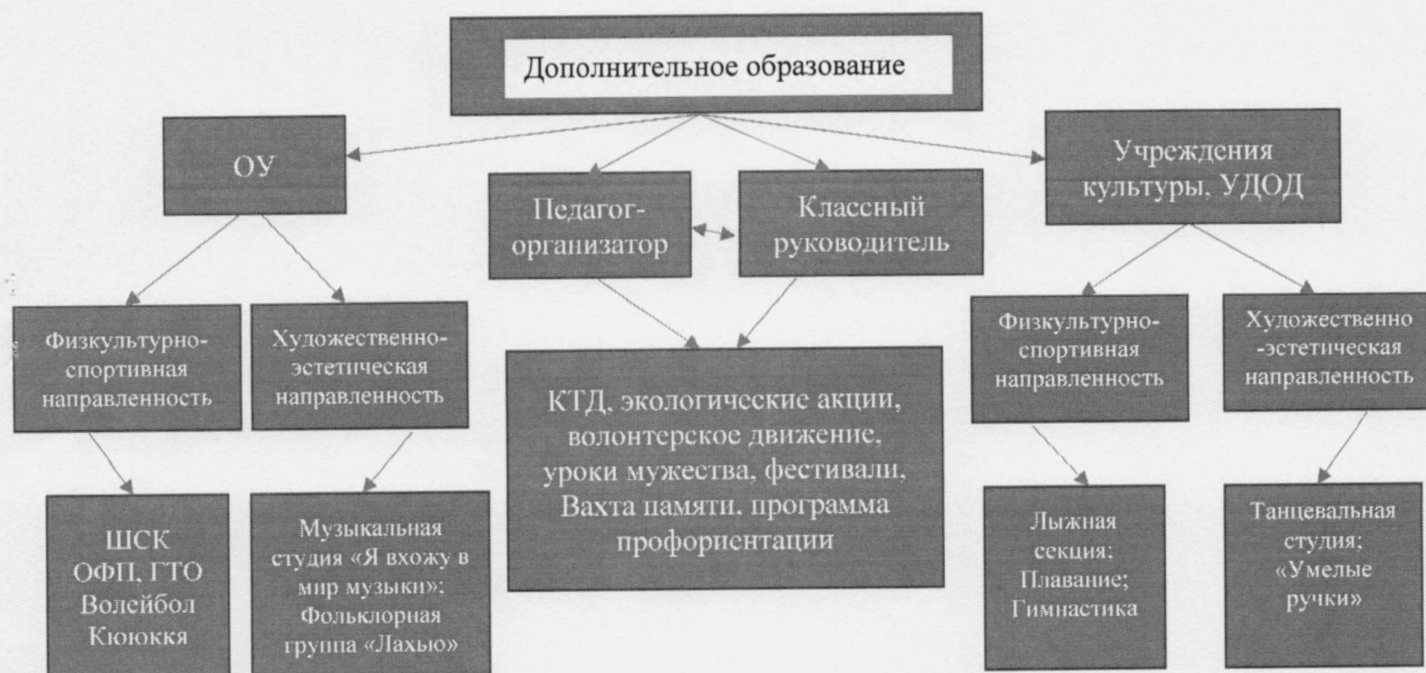 Дополнительное образование
ОУ
Педагог-
организатор
Классный
руководитель
Учреждения
культуры, УДОД
Физкультурно-
спортивная
направленность
Художественно-
эстетическая
направленность
Физкультурно-
спортивная
направленность
Художественно
-эстетическая
направленность
КТД, экологические акции,
волонтерское движение,
уроки мужества, фестивали,
Вахта памяти, программа
профориентации
ШСК
ОФП, ГТО
Волейбол
Кююккя
Музыкальная
студия «Я вхожу в
мир музыки»;
Фольклорная
группа «Лахью»
Лыжная
секция;
Плавание;
Гимнастика
Танцевальная
студия;
«Умелые
ручки»